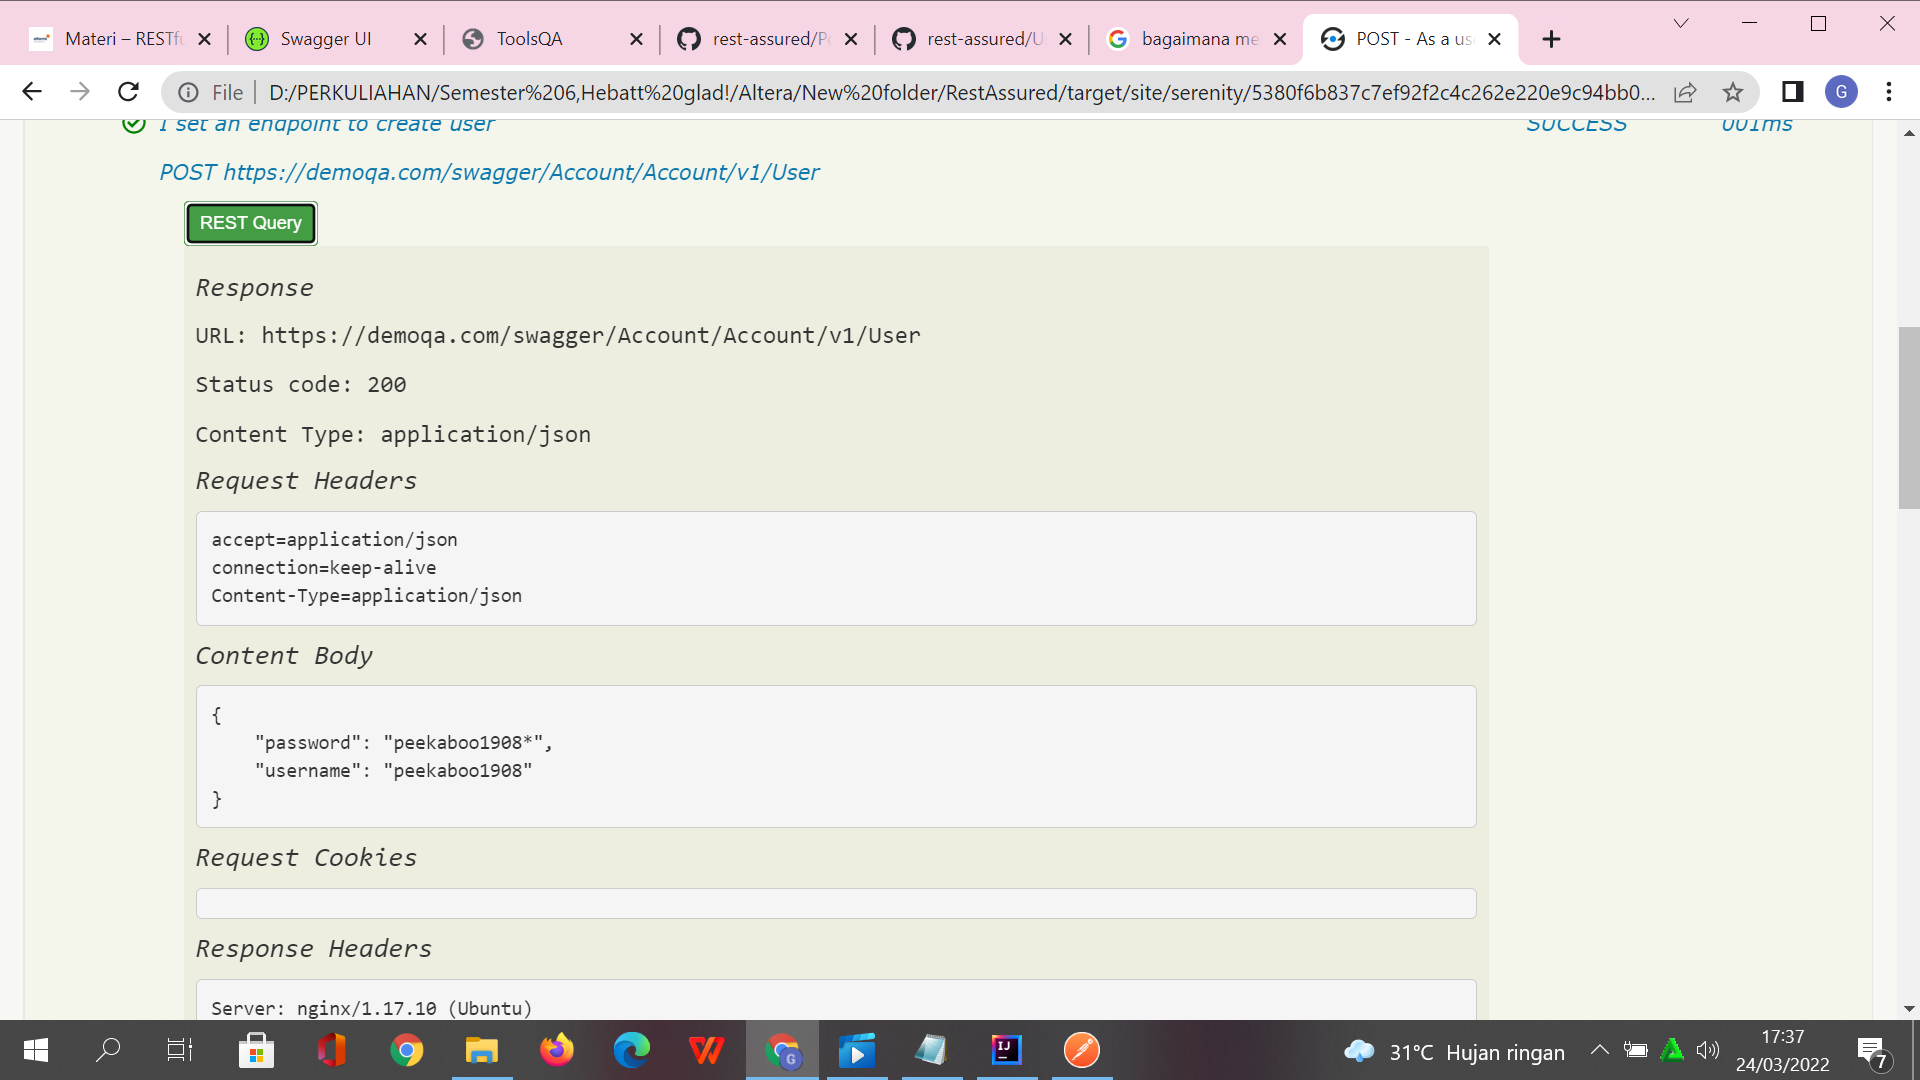 Materi – RESTfu
Swagger UI
ToolsQA
rest-assured/Po
rest-assured/U
bagaimana me
POST - As a us
File
D:/PERKULIAHAN/Semester%206,Hebatt%20glad!/Altera/New%20folder/RestAssured/target/site/serenity/5380f6b837c7ef92f2c4c262e220e9c94bb0...
G
I set an endpoint to create user
SUCCESS
001ms
POST https://demoqa.com/swagger/Account/Account/v1/User
REST Query
Response
URL: https://demoqa.com/swagger/Account/Account/v1/User
Status code: 200
Content Type: application/json
Request Headers
accept=application/json
connection=keep-alive
Content-Type=application/json
Content Body
{
"password": "peekaboo1908*",
"username": "peekaboo1908"
}
Request Cookies
Response Headers
Server: nginx/1.17.10 (Ubuntu)
31°C Hujan ringan
17:37
24/03/2022
7